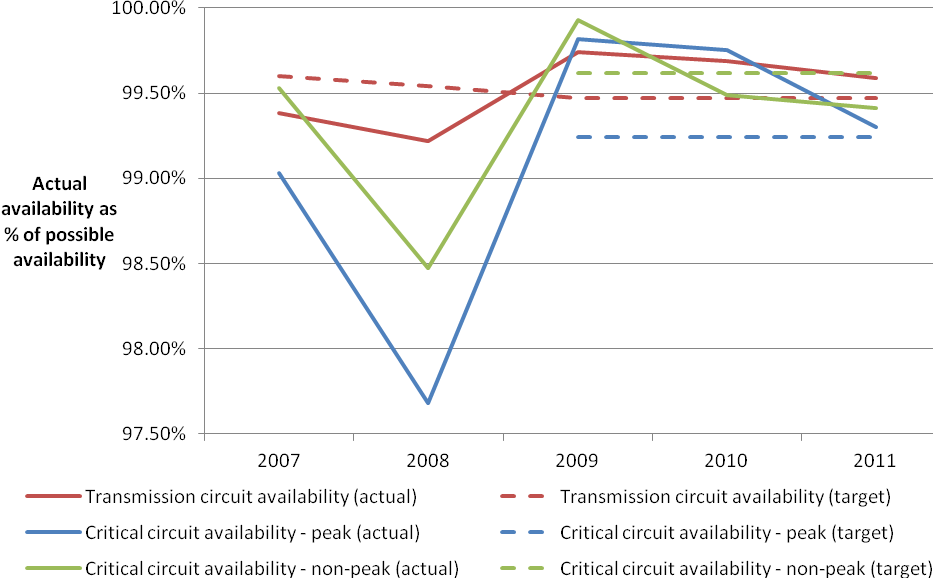 100.00%
99.50%
99.00%
98.50%
98.00%
97.50%
Actual
availability as
% of possible
availability
2007 2008 2009 2010 2011
Transmission circuit availability (actual) Transmission circuit availability (target)
Critical circuit availability - peak (actual) Critical circuit availability - peak (target)
Critical circuit availability - non-peak (actual) Critical circuit availability - non-peak (target)